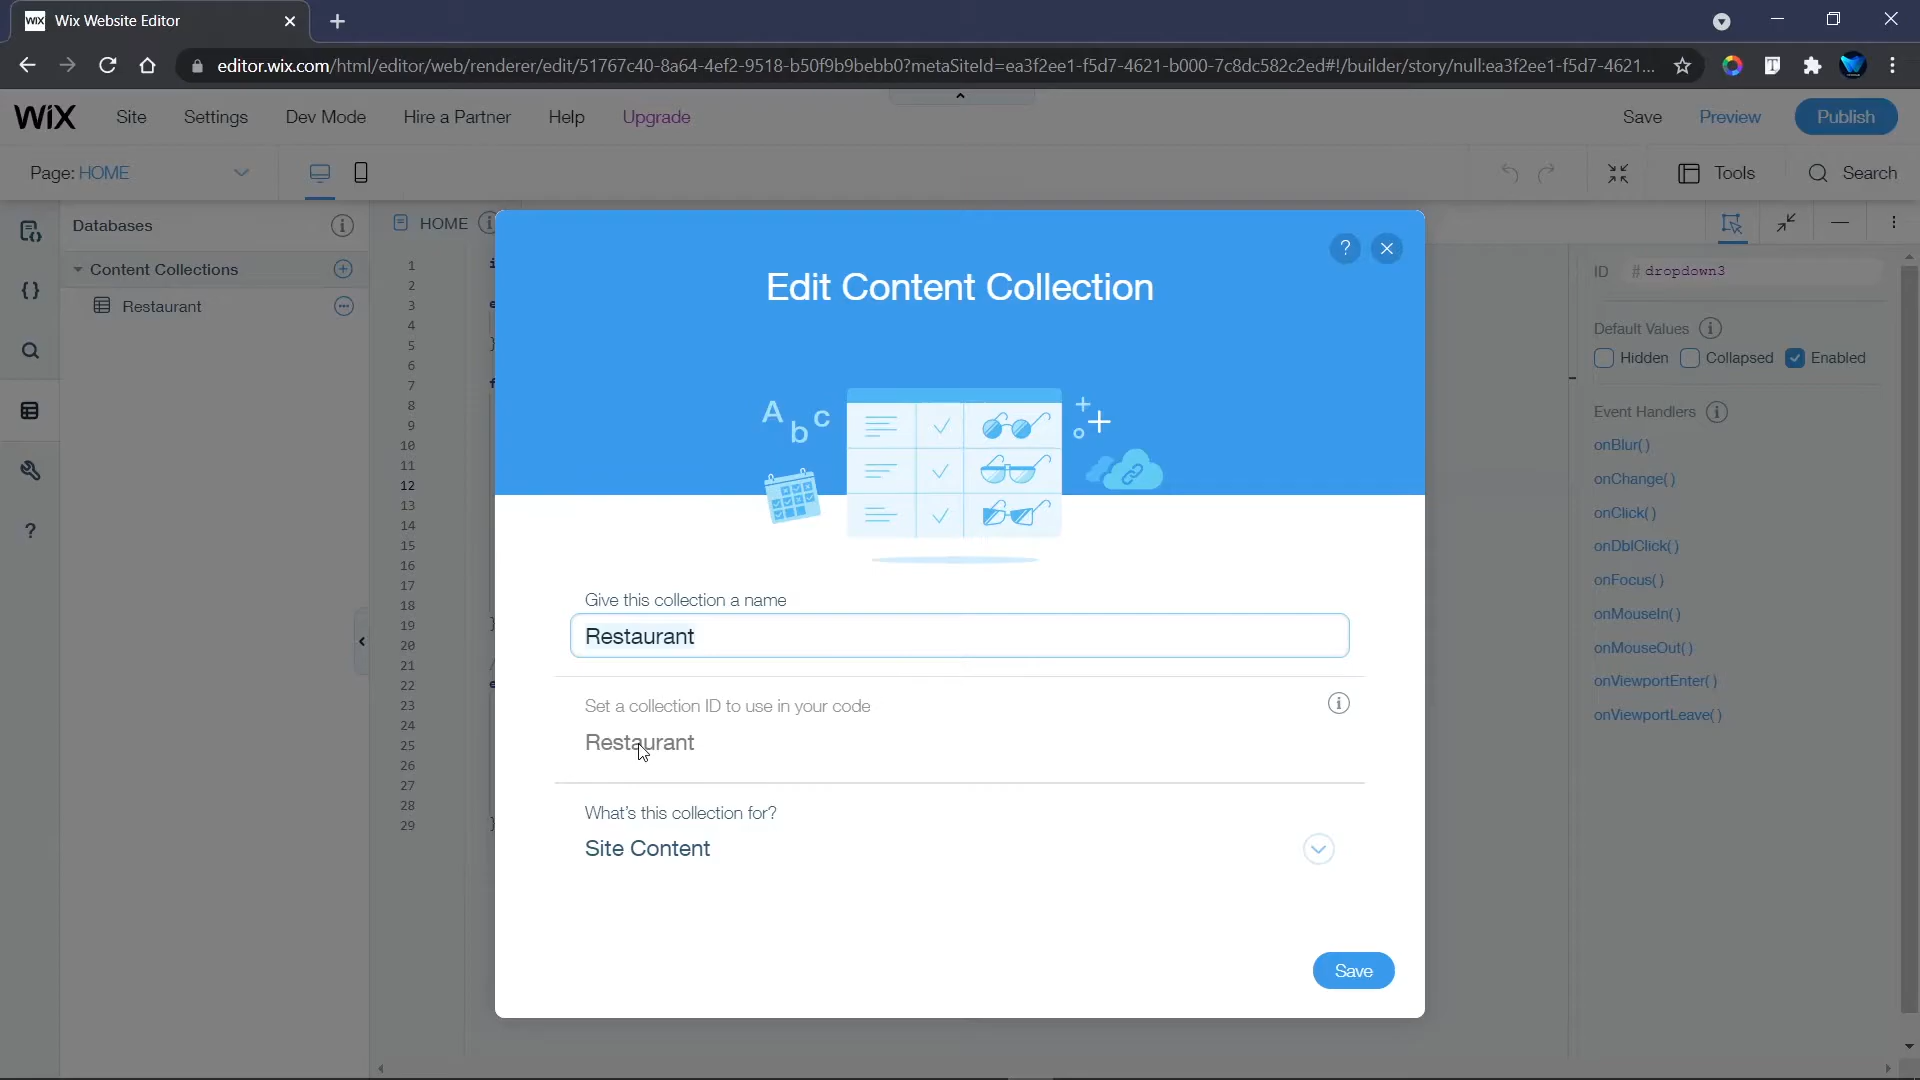 WiX Wix Website Editor
editor.wix.com/html/editor/web/renderer/edit/51767c40-8a64-4ef2-9518-b50f9b9bebb0?metaSiteId=ea3f2ee1-f5d7-4621-b000-7c8dc582c2ed#!/builder/story/null:ea3f2ee1-f5d7-4621...
WiX Site Settings Dev Mode Hire a Partner Help Upgrade Save Preview Publish
Page: HOME Tools Search
Databases
HOME
Content Collections
Restaurant
1
2
3
4
5
6
7
8
9
10
11
12
13
14
15
16
17
18
19
20
21
22
23
24
25
26
27
28
29
Edit Content Collection
A b c
Give this collection a name
Restaurant
Set a collection ID to use in your code
Restaurant
What's this collection for?
Site Content
Save
ID # dropdown3
Default Values
Hidden Collapsed Enabled
Event Handlers
onBlur()
onChange()
onClick()
onDblClick()
onFocus()
onMouseIn()
onMouseOut()
onViewportEnter()
onViewportLeave()